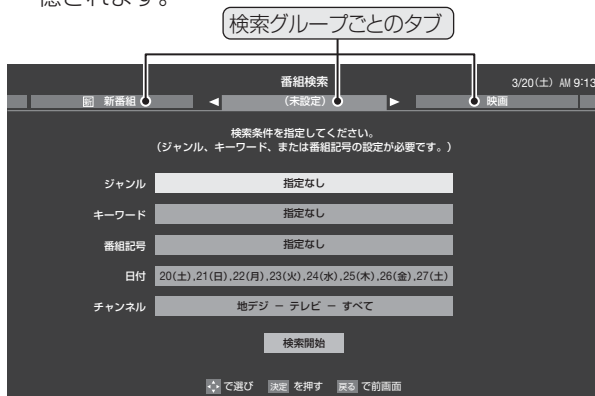 憶されます。
検索グループごとのタブ
番組検索 3/20(土) AM 9:13
新 新番組 ◀ (未設定) ▶ 映画
検索条件を指定してください。
(ジャンル、キーワード、または番組記号の設定が必要です。)
ジャンル 指定なし
キーワード 指定なし
番組記号 指定なし
日付 20(土),21(日),22(月),23(火),24(水),25(木),26(金),27(土)
チャンネル 地デジ － テレビ － すべて
検索開始
で選び 決定 を押す 戻る で前画面